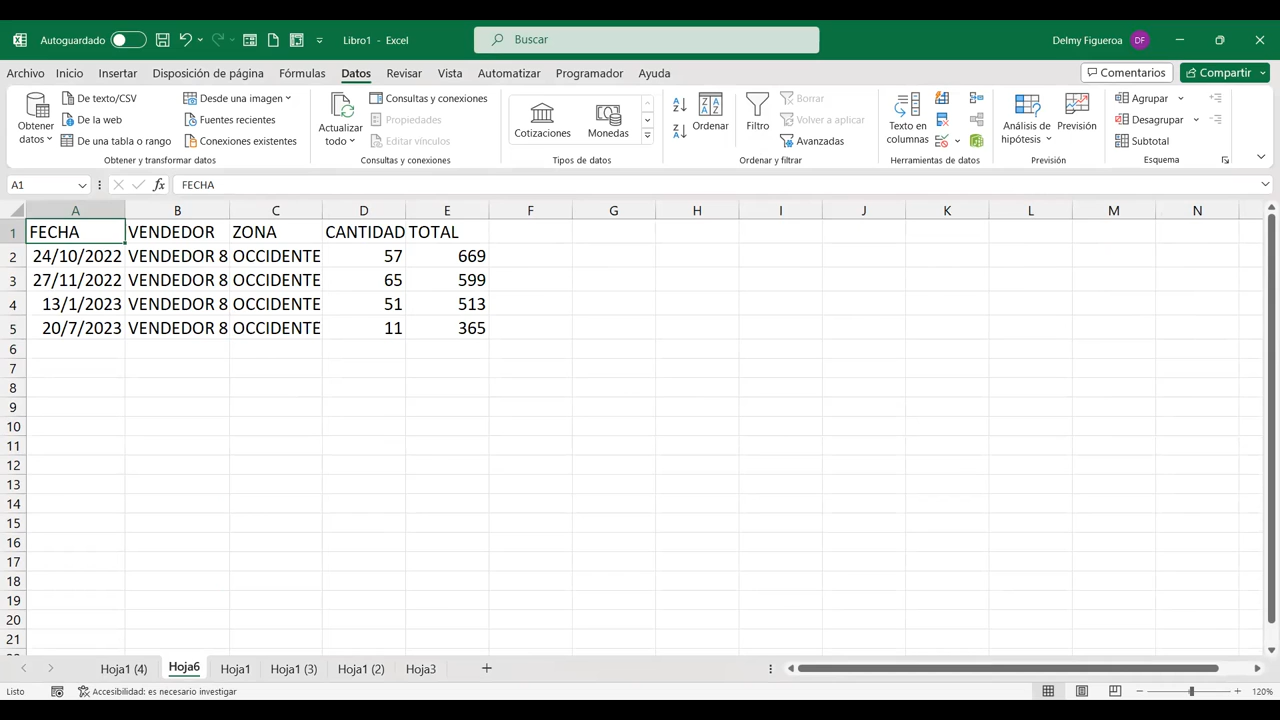 Autoguardado Libro1 - Excel Buscar Delmy Figueroa DF
Archivo Inicio Insertar Disposición de página Fórmulas Datos Revisar Vista Automatizar Programador Ayuda Comentarios Compartir
Obtener datos
De texto/CSV
De la web
De una tabla o rango
Desde una imagen
Fuentes recientes
Conexiones existentes
Obtener y transformar datos
Actualizar todo
Consultas y conexiones
Propiedades
Editar vínculos
Consultas y conexiones
Cotizaciones Monedas
Tipos de datos
Ordenar
Filtro
Borrar
Volver a aplicar
Avanzadas
Ordenar y filtrar
Texto en columnas
Herramientas de datos
Análisis de hipótesis
Previsión
Previsión
Agrupar
Desagrupar
Subtotal
Esquema
A1 fx FECHA
A B C D E F G H I J K L M N
1 FECHA VENDEDOR ZONA CANTIDAD TOTAL
2 24/10/2022 VENDEDOR 8 OCCIDENTE 57 669
3 27/11/2022 VENDEDOR 8 OCCIDENTE 65 599
4 13/1/2023 VENDEDOR 8 OCCIDENTE 51 513
5 20/7/2023 VENDEDOR 8 OCCIDENTE 11 365
6
7
8
9
10
11
12
13
14
15
16
17
18
19
20
21
Hoja1 (4) Hoja6 Hoja1 Hoja1 (3) Hoja1 (2) Hoja3
Listo Accesibilidad: es necesario investigar 120%